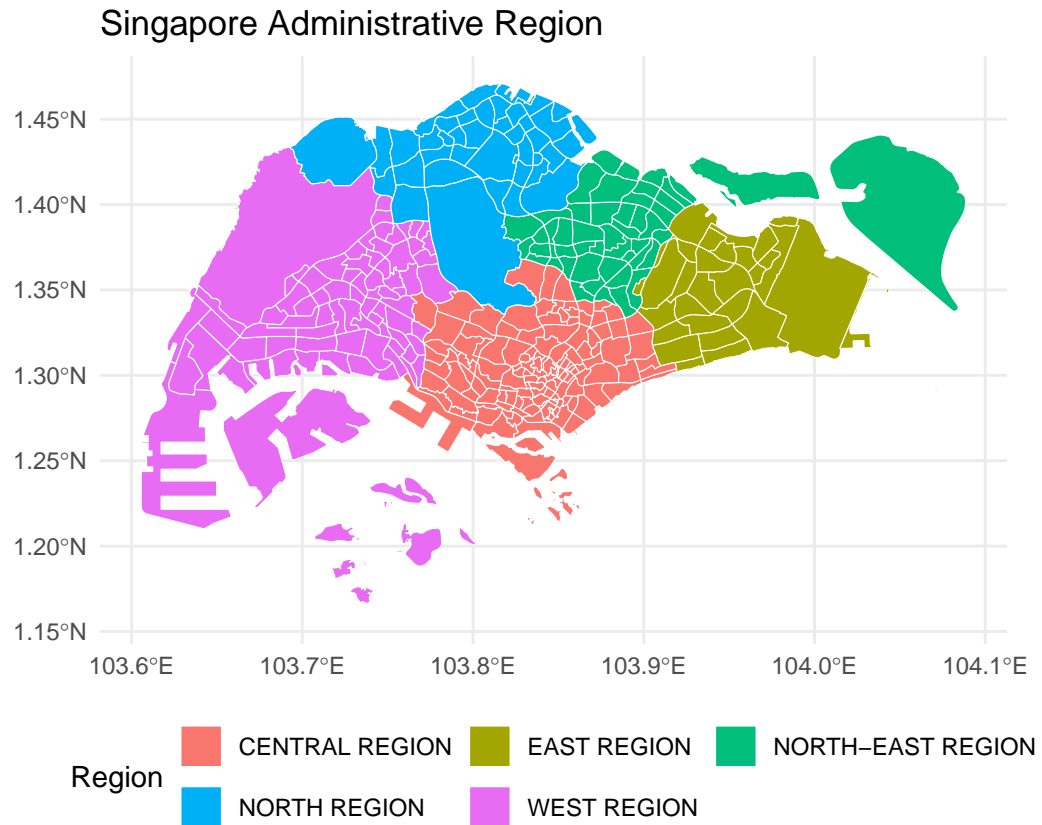 Singapore Administrative Region
1.45°N
1.40°N
1.35°N
1.30°N
1.25°N
1.20°N
1.15°N
103.6°E 103.7°E 103.8°E 103.9°E 104.0°E 104.1°E
Region
CENTRAL REGION EAST REGION NORTH−EAST REGION
NORTH REGION WEST REGION